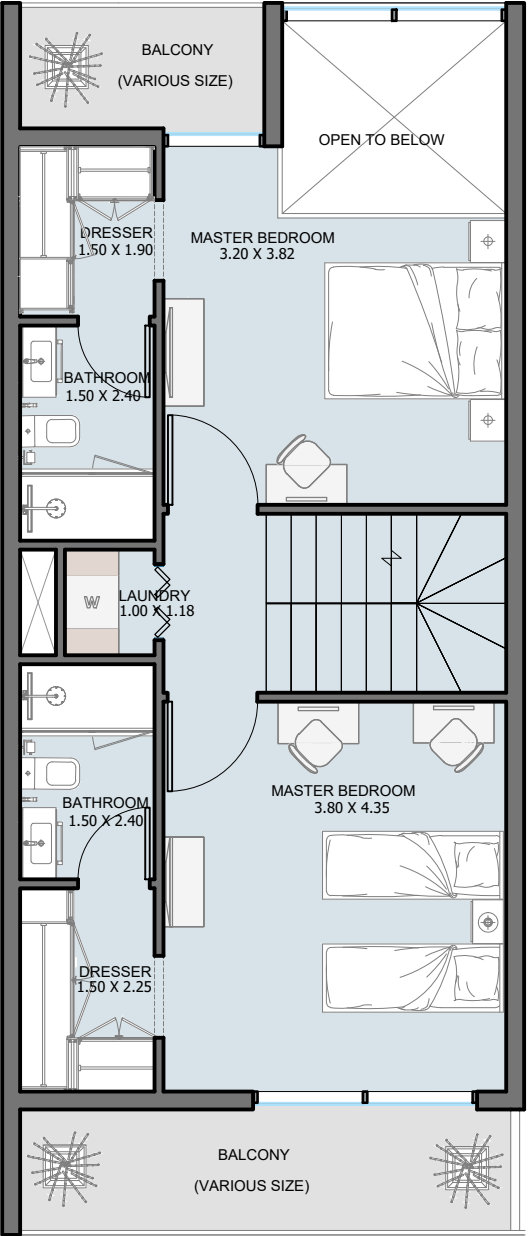 BALCONY
(VARIOUS SIZE)
OPEN TO BELOW
DRESSER
1.50 X 1.90
MASTER BEDROOM
3.20 X 3.82
BATHROOM
1.50 X 2.40
LAUNDRY
1.00 X 1.18
W
BATHROOM
1.50 X 2.40
MASTER BEDROOM
3.80 X 4.35
DRESSER
1.50 X 2.25
BALCONY
(VARIOUS SIZE)